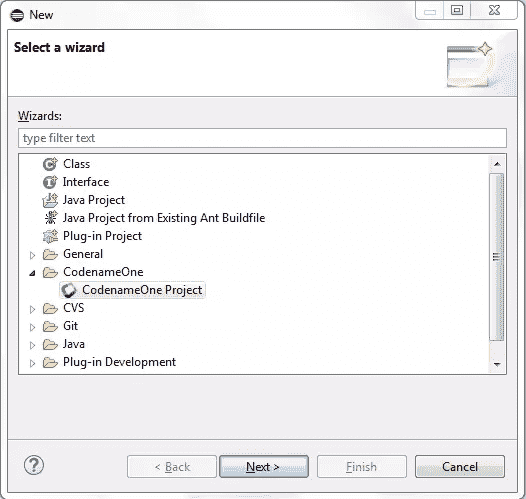 New
Select a wizard
Wizards:
type filter text
Class
Interface
Java Project
Java Project from Existing Ant Buildfile
Plug-in Project
General
CodenameOne
CodenameOne Project
CVS
Git
Java
Plug-in Development
? < Back Next > Finish Cancel